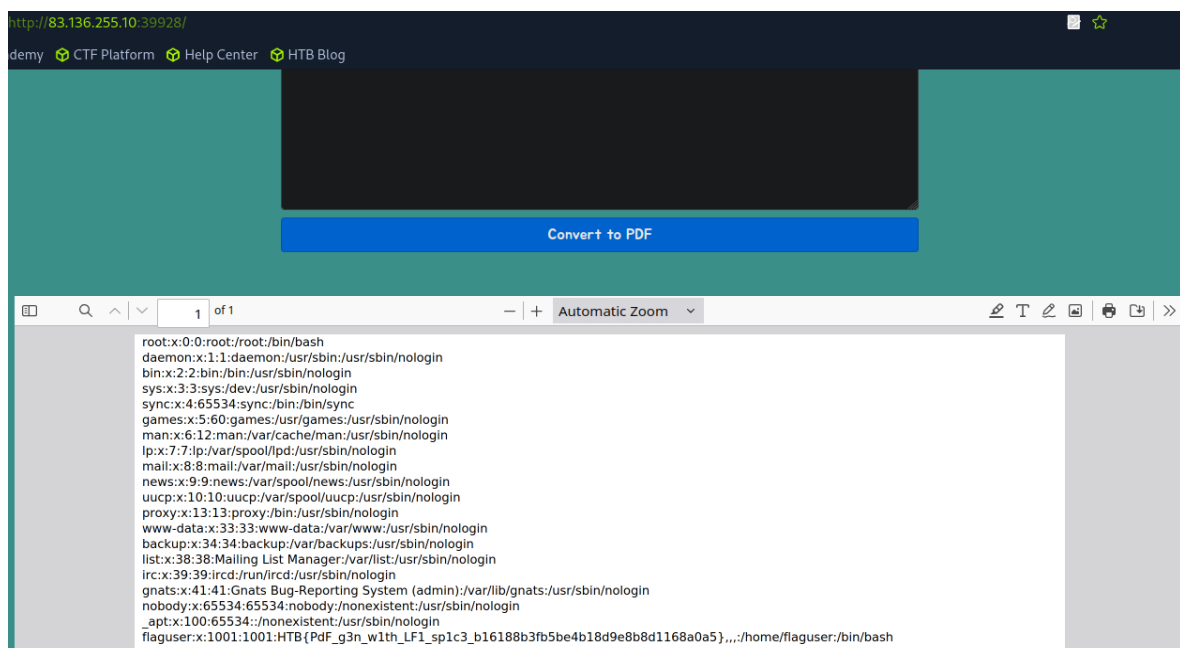 http://83.136.255.10:39928/
demy CTF Platform Help Center HTB Blog
Convert to PDF
1 of 1 Automatic Zoom
root:x:0:0:root:/root:/bin/bash
daemon:x:1:1:daemon:/usr/sbin:/usr/sbin/nologin
bin:x:2:2:bin:/bin:/usr/sbin/nologin
sys:x:3:3:sys:/dev:/usr/sbin/nologin
sync:x:4:65534:sync:/bin:/bin/sync
games:x:5:60:games:/usr/games:/usr/sbin/nologin
man:x:6:12:man:/var/cache/man:/usr/sbin/nologin
lp:x:7:7:lp:/var/spool/lpd:/usr/sbin/nologin
mail:x:8:8:mail:/var/mail:/usr/sbin/nologin
news:x:9:9:news:/var/spool/news:/usr/sbin/nologin
uucp:x:10:10:uucp:/var/spool/uucp:/usr/sbin/nologin
proxy:x:13:13:proxy:/bin:/usr/sbin/nologin
www-data:x:33:33:www-data:/var/www:/usr/sbin/nologin
backup:x:34:34:backup:/var/backups:/usr/sbin/nologin
list:x:38:38:Mailing List Manager:/var/list:/usr/sbin/nologin
irc:x:39:39:ircd:/run/ircd:/usr/sbin/nologin
gnats:x:41:41:Gnats Bug-Reporting System (admin):/var/lib/gnats:/usr/sbin/nologin
nobody:x:65534:65534:nobody:/nonexistent:/usr/sbin/nologin
_apt:x:100:65534::/nonexistent:/usr/sbin/nologin
flaguser:x:1001:1001:HTB{PdF_g3n_w1th_LF1_sp1c3_b16188b3fb5be4b18d9e8b8d1168a0a5},,,:/home/flaguser:/bin/bash